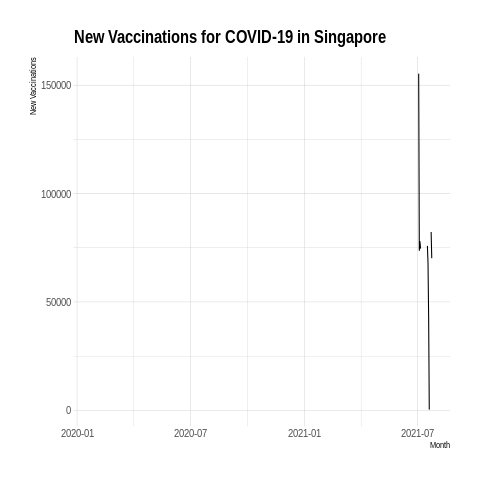 New Vaccinations for COVID-19 in Singapore
New Vaccinations
150000
100000
50000
0
2020-01 2020-07 2021-01 2021-07
Month